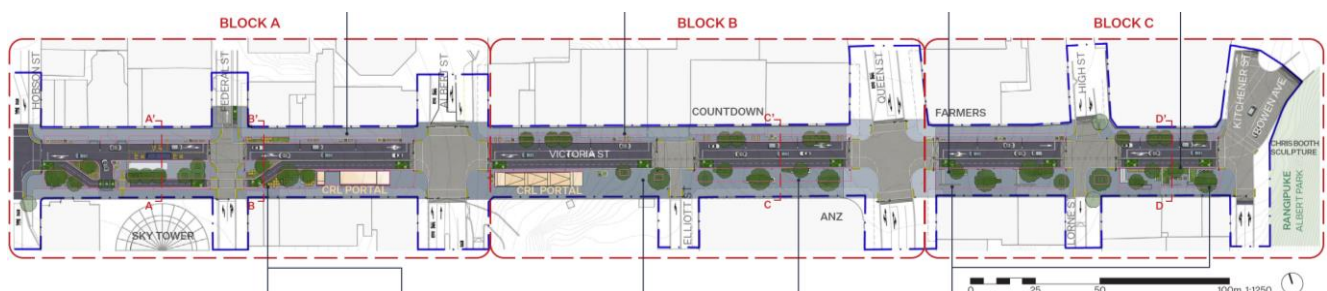 BLOCK A
BLOCK B
BLOCK C
HOBSON ST
FEDERAL ST
ALBERT ST
QUEEN ST
HIGH ST
KITCHENER ST
BOWEN AVE
COUNTDOWN
FARMERS
A'
B'
C'
D'
VICTORIA ST
CHRIS BOOTH
SCULPTURE
CRL PORTAL
CRL PORTAL
A
B
C
D
SKY TOWER
ELLIOTT ST
ANZ
LORNE ST
RANGIPUKE
ALBERT PARK
0 25 50 100m 1:1250